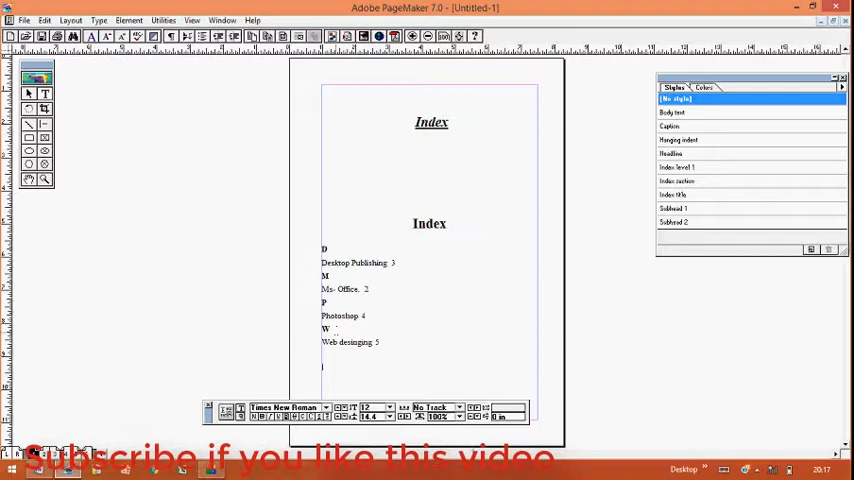 Adobe PageMaker 7.0 - [Untitled-1]
File Edit Layout Type Element Utilities View Window Help
Index
Index
D
Desktop Publishing 3
M
Ms- Office. 2
P
Photoshop 4
W
Web desinging 5
Styles Colors
[No style]
Body text
Caption
Hanging indent
Headline
Index level 1
Index section
Index title
Subhead 1
Subhead 2
Times New Roman 12 No Track
14.4 100% 0 in
Subscribe if you like this video
Desktop 20:17